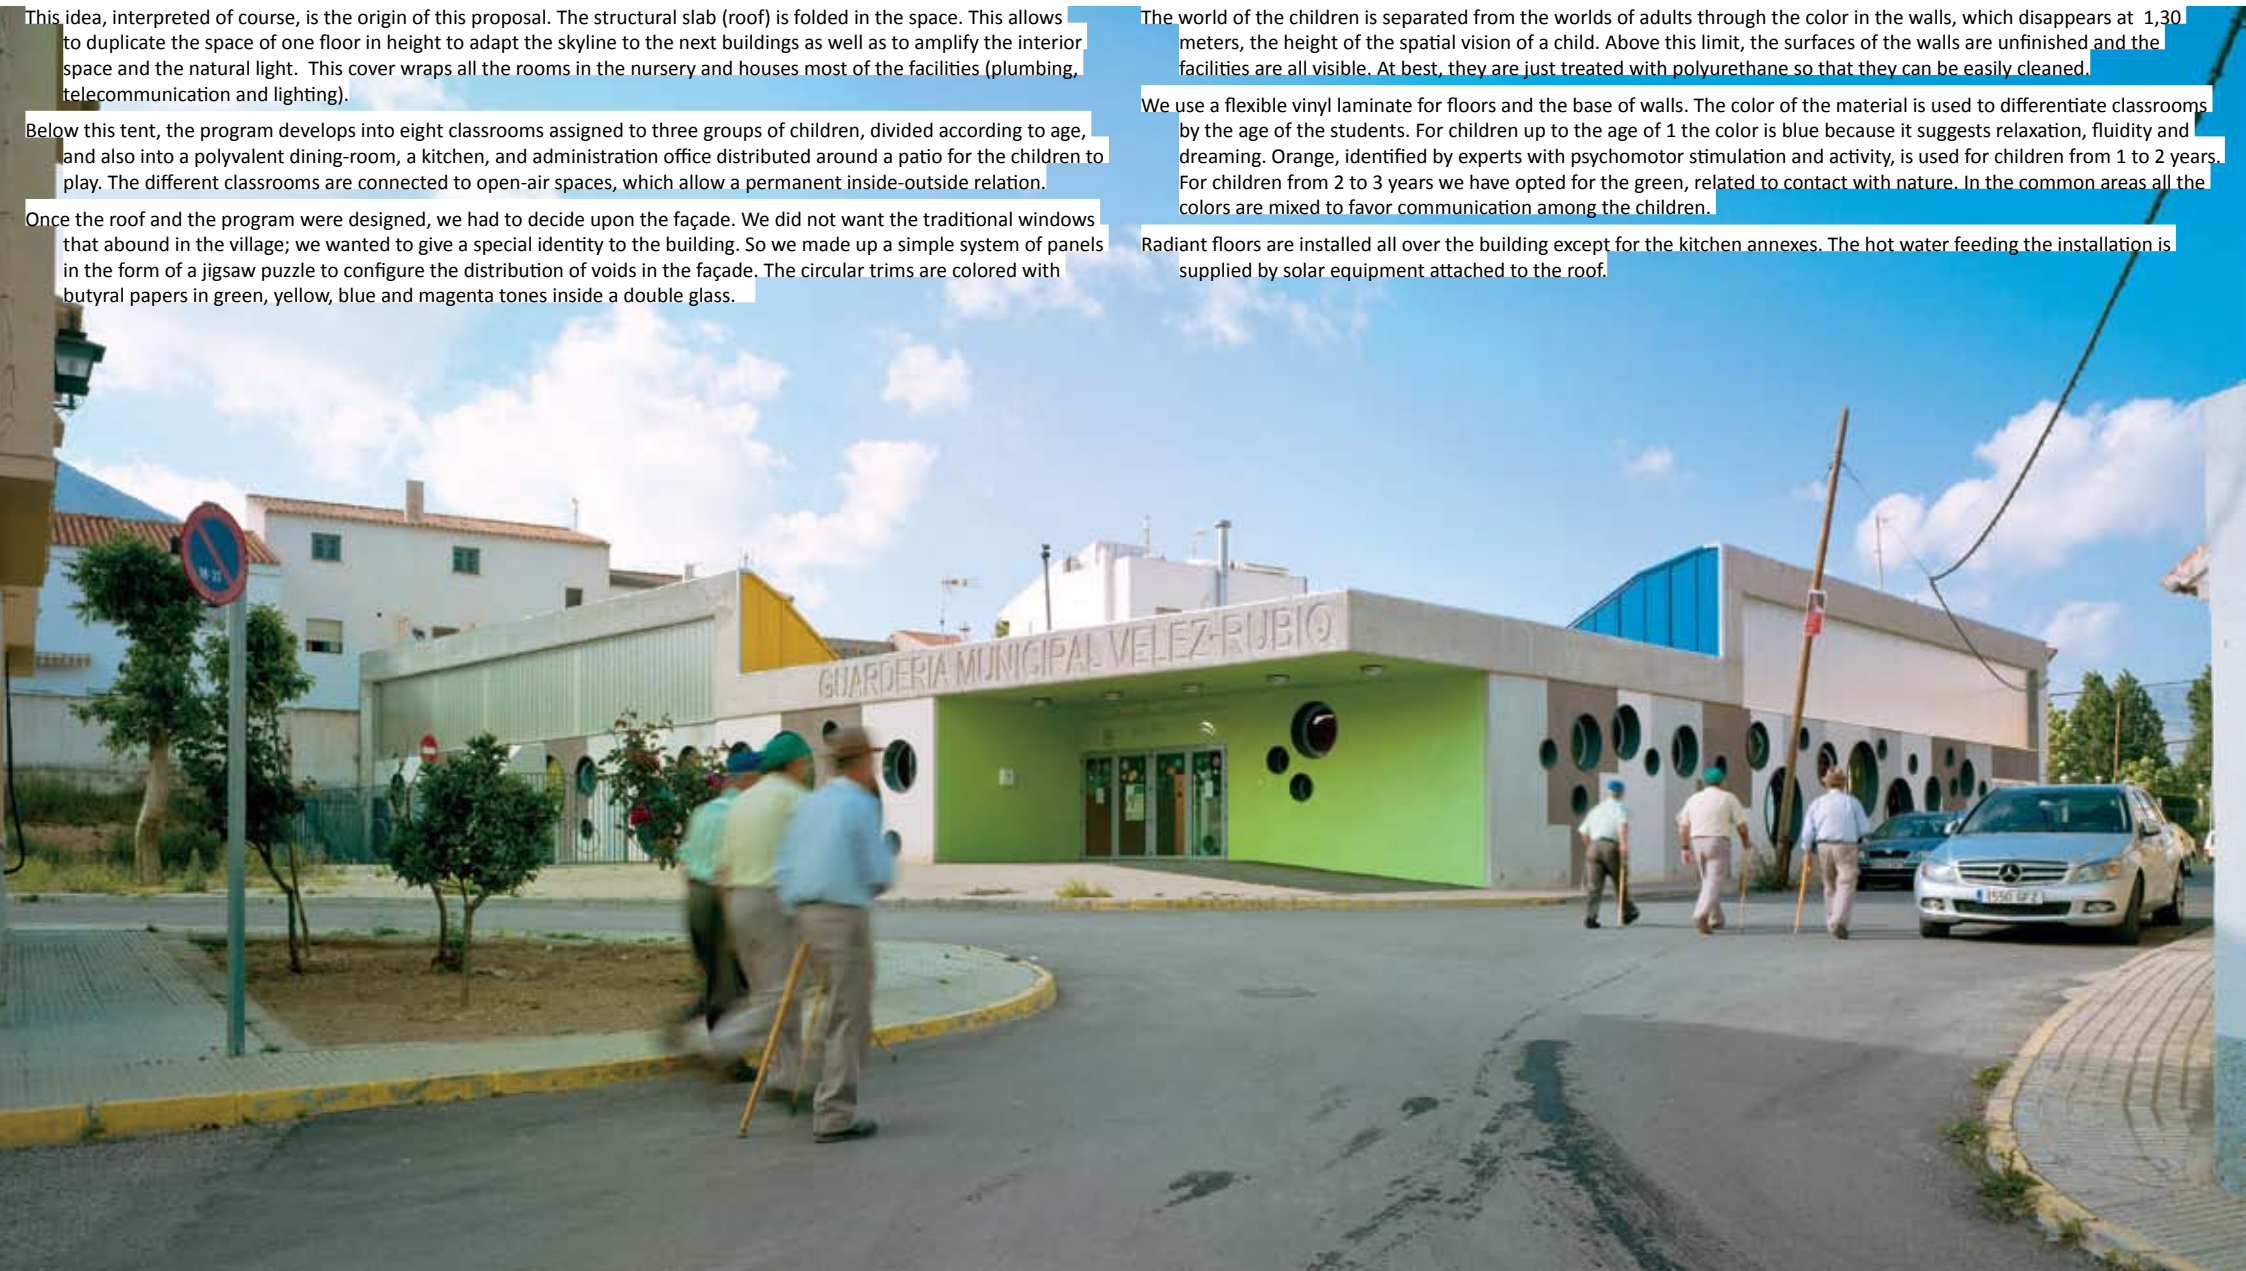 This idea, interpreted of course, is the origin of this proposal. The structural slab (roof) is folded in the space. This allows
to duplicate the space of one floor in height to adapt the skyline to the next buildings as well as to amplify the interior
space and the natural light.  This cover wraps all the rooms in the nursery and houses most of the facilities (plumbing,
telecommunication and lighting).
Below this tent, the program develops into eight classrooms assigned to three groups of children, divided according to age,
and also into a polyvalent dining-room, a kitchen, and administration office distributed around a patio for the children to
play. The different classrooms are connected to open-air spaces, which allow a permanent inside-outside relation.
Once the roof and the program were designed, we had to decide upon the façade. We did not want the traditional windows
that abound in the village; we wanted to give a special identity to the building. So we made up a simple system of panels
in the form of a jigsaw puzzle to configure the distribution of voids in the façade. The circular trims are colored with
butyral papers in green, yellow, blue and magenta tones inside a double glass.
The world of the children is separated from the worlds of adults through the color in the walls, which disappears at  1,30
meters, the height of the spatial vision of a child. Above this limit, the surfaces of the walls are unfinished and the
facilities are all visible. At best, they are just treated with polyurethane so that they can be easily cleaned.
We use a flexible vinyl laminate for floors and the base of walls. The color of the material is used to differentiate classrooms
by the age of the students. For children up to the age of 1 the color is blue because it suggests relaxation, fluidity and
dreaming. Orange, identified by experts with psychomotor stimulation and activity, is used for children from 1 to 2 years.
For children from 2 to 3 years we have opted for the green, related to contact with nature. In the common areas all the
colors are mixed to favor communication among the children.
Radiant floors are installed all over the building except for the kitchen annexes. The hot water feeding the installation is
supplied by solar equipment attached to the roof.
GUARDERIA MUNICIPAL VELEZ-RUBIO